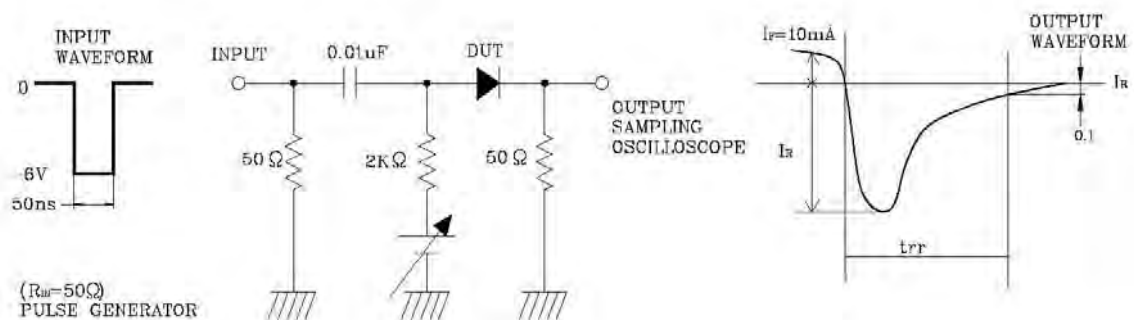 INPUT
WAVEFORM
0
-6V
50ns
(Rin=50Ω)
PULSE GENERATOR
INPUT
0.01uF
DUT
50Ω
2KΩ
50Ω
OUTPUT
SAMPLING
OSCILLOSCOPE
IF=10mA
IR
trr
OUTPUT
WAVEFORM
IR
0.1